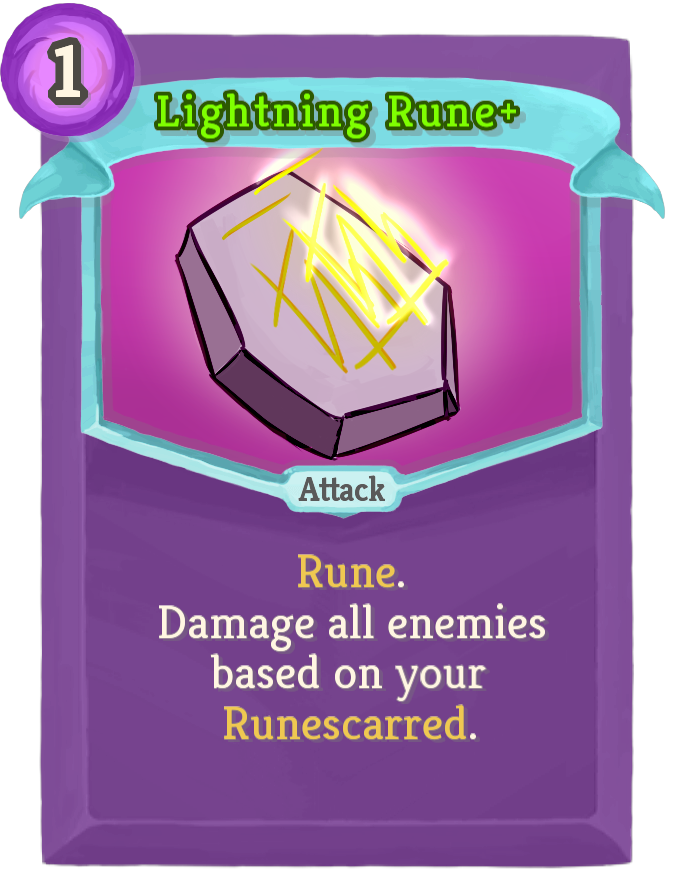 1
Lightning Rune+
Attack
Rune.
Damage all enemies
based on your
Runescarred.